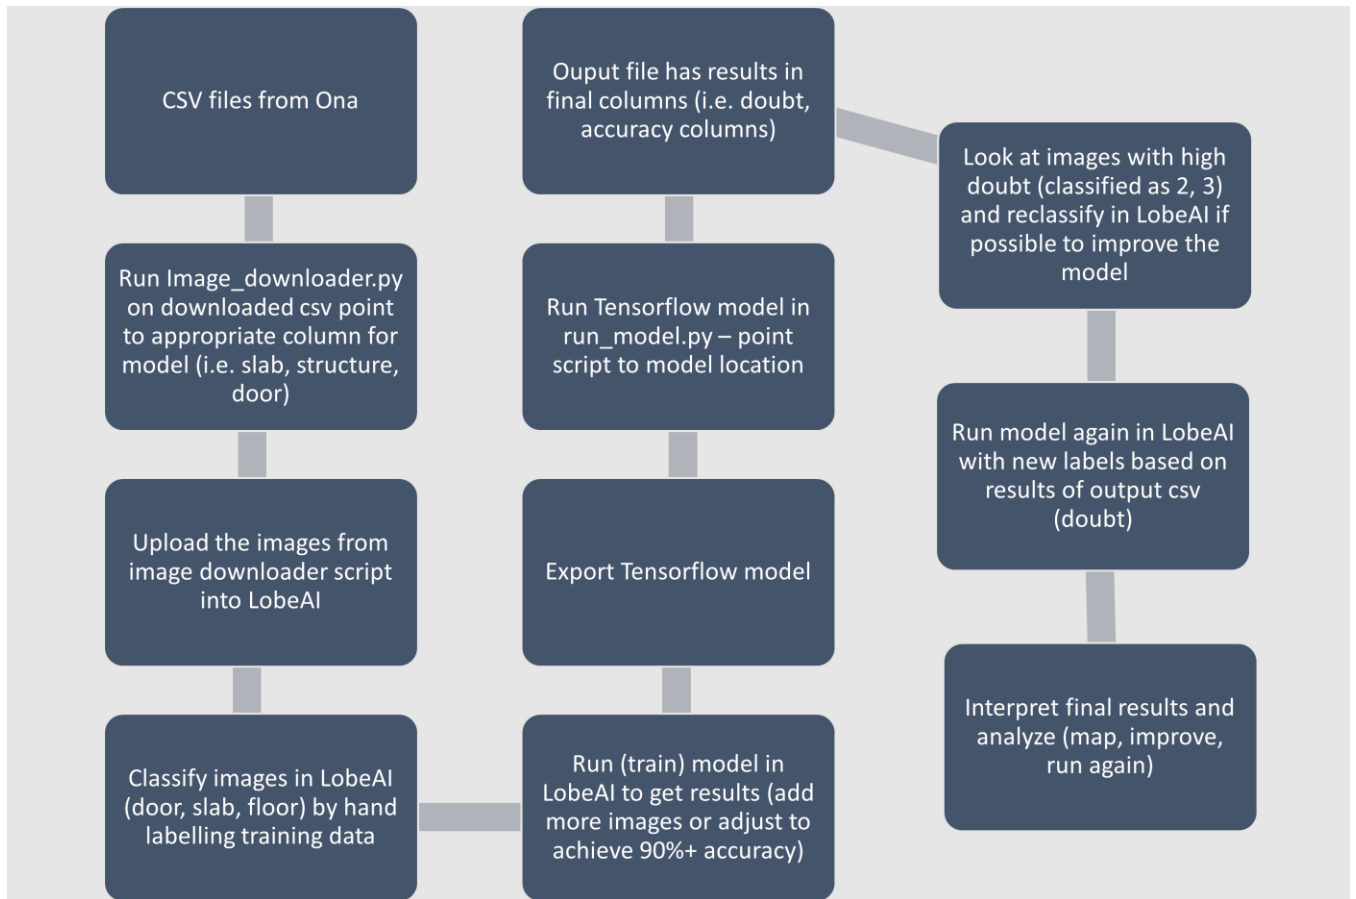 CSV files from Ona
Run Image_downloader.py
on downloaded csv point
to appropriate column for
model (i.e. slab, structure,
door)
Upload the images from
image downloader script
into LobeAI
Classify images in LobeAI
(door, slab, floor) by hand
labelling training data
Run (train) model in
LobeAI to get results (add
more images or adjust to
achieve 90%+ accuracy)
Export Tensorflow model
Run Tensorflow model in
run_model.py – point
script to model location
Ouput file has results in
final columns (i.e. doubt,
accuracy columns)
Look at images with high
doubt (classified as 2, 3)
and reclassify in LobeAI if
possible to improve the
model
Run model again in LobeAI
with new labels based on
results of output csv
(doubt)
Interpret final results and
analyze (map, improve,
run again)